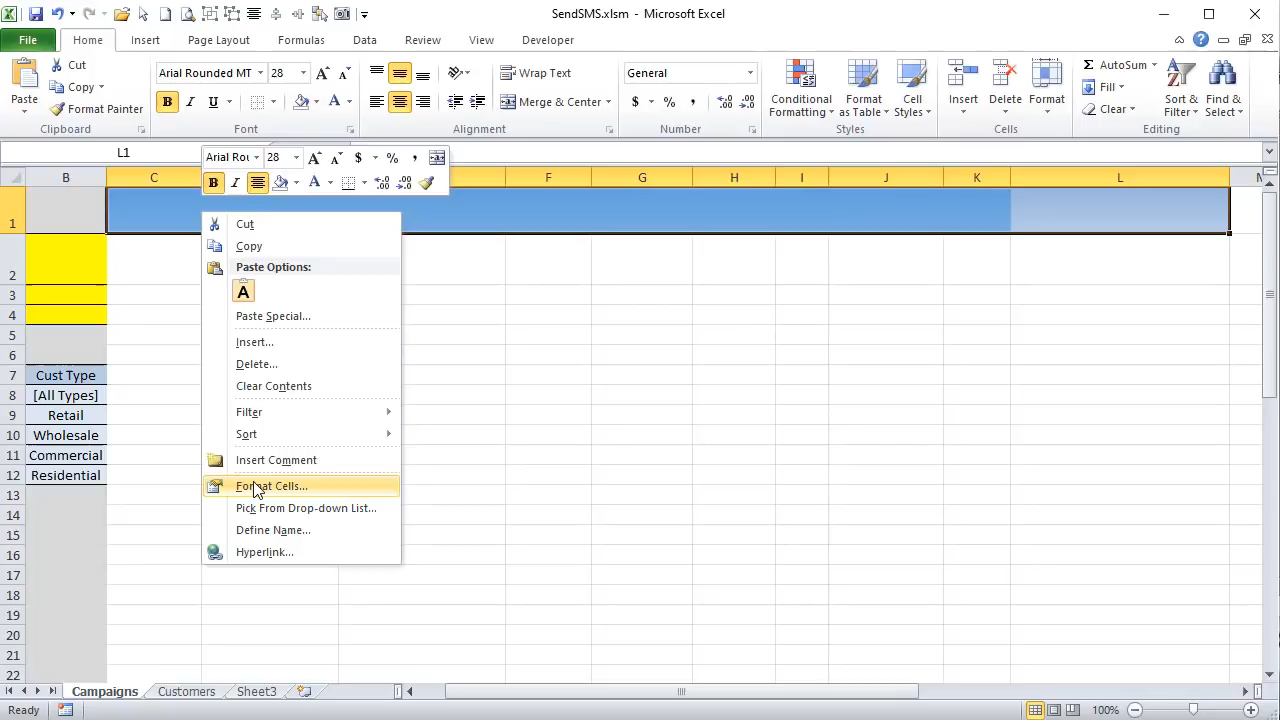 SendSMS.xlsm - Microsoft Excel
File Home Insert Page Layout Formulas Data Review View Developer
Paste
Cut
Copy
Format Painter
Clipboard
Arial Rounded MT 28
B I U
Font
Wrap Text
Merge & Center
Alignment
General
$ % ,
Number
Conditional Formatting
Format as Table
Cell Styles
Styles
Insert
Delete
Format
Cells
AutoSum
Fill
Clear
Sort & Filter
Find & Select
Editing
L1
Arial Rou 28
$ % ,
B I
B C F G H I J K L
1
Cut
Copy
Paste Options:
A
Paste Special...
Insert...
Delete...
Clear Contents
Filter
Sort
Insert Comment
Format Cells...
Pick From Drop-down List...
Define Name...
Hyperlink...
2
3
4
5
6
7 Cust Type
8 [All Types]
9 Retail
10 Wholesale
11 Commercial
12 Residential
13
14
15
16
17
18
19
20
21
22
Campaigns Customers Sheet3
Ready
100%